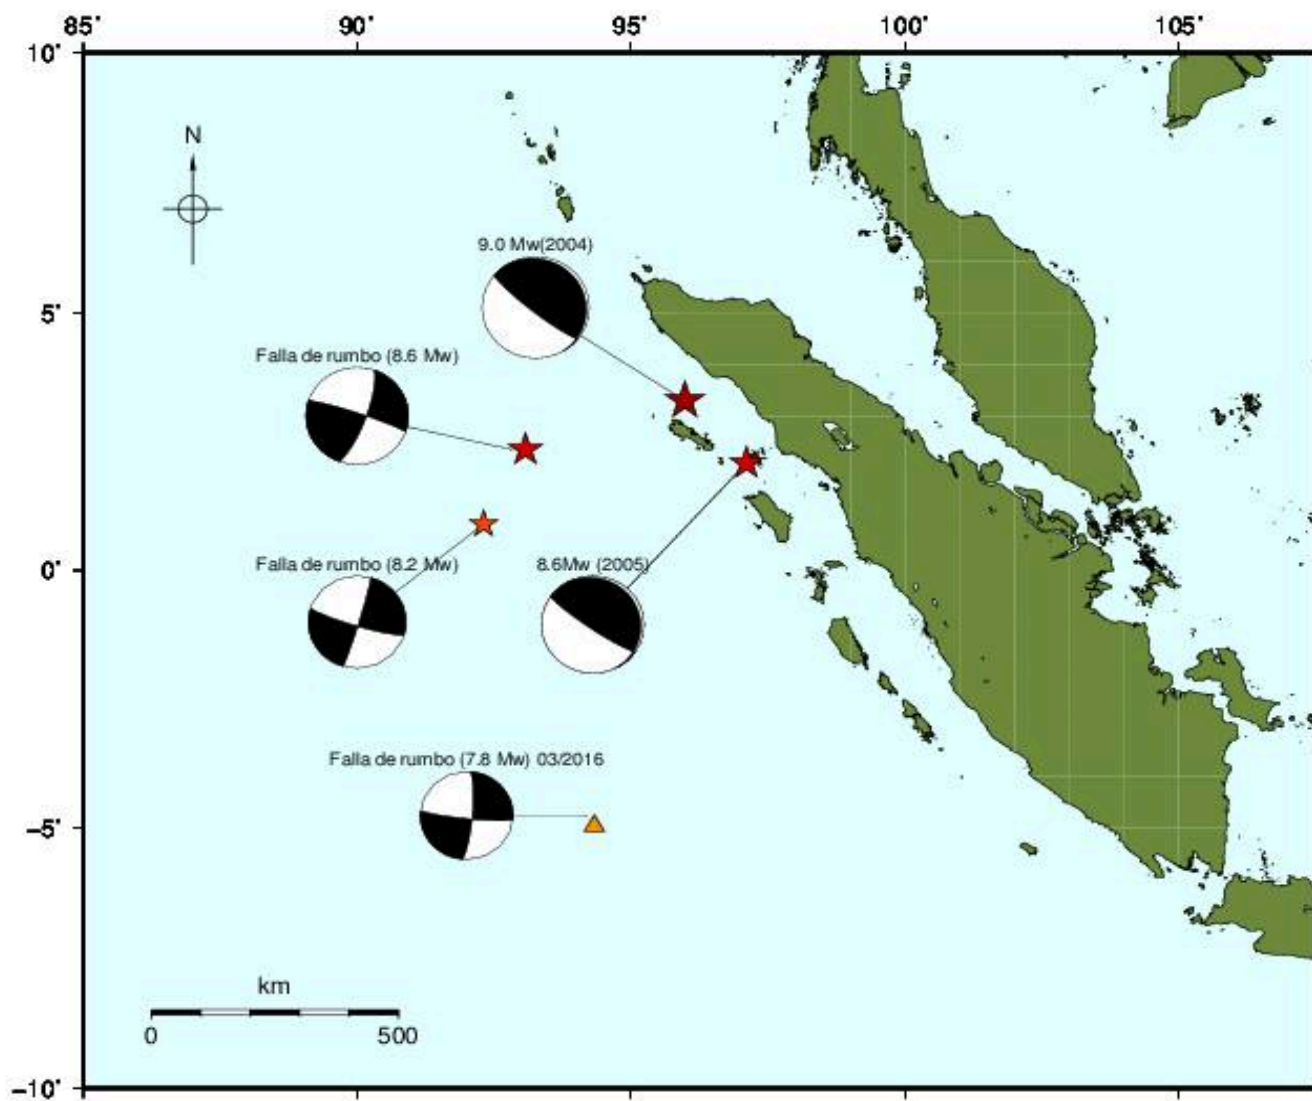 85° 90° 95° 100° 105°
10°
N
9.0 Mw(2004)
5°
Falla de rumbo (8.6 Mw)
0°
Falla de rumbo (8.2 Mw)
8.6Mw (2005)
Falla de rumbo (7.8 Mw) 03/2016
−5°
km
0 500
−10°